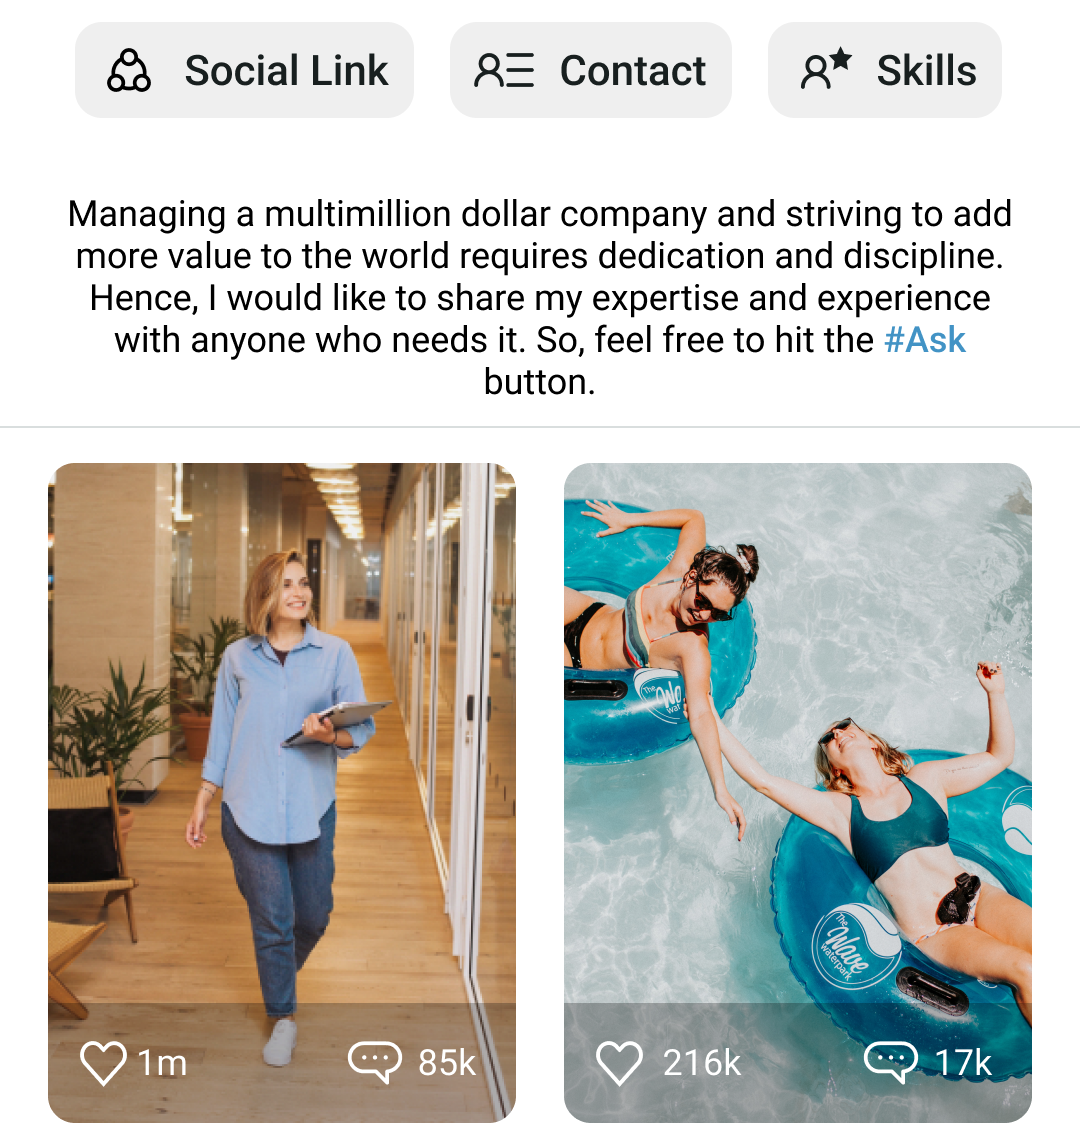 Social Link
Contact
Skills
Managing a multimillion dollar company and striving to add
more value to the world requires dedication and discipline.
Hence, I would like to share my expertise and experience
with anyone who needs it. So, feel free to hit the #Ask
button.
The
Wave
waterpark
1m
85k
216k
17k